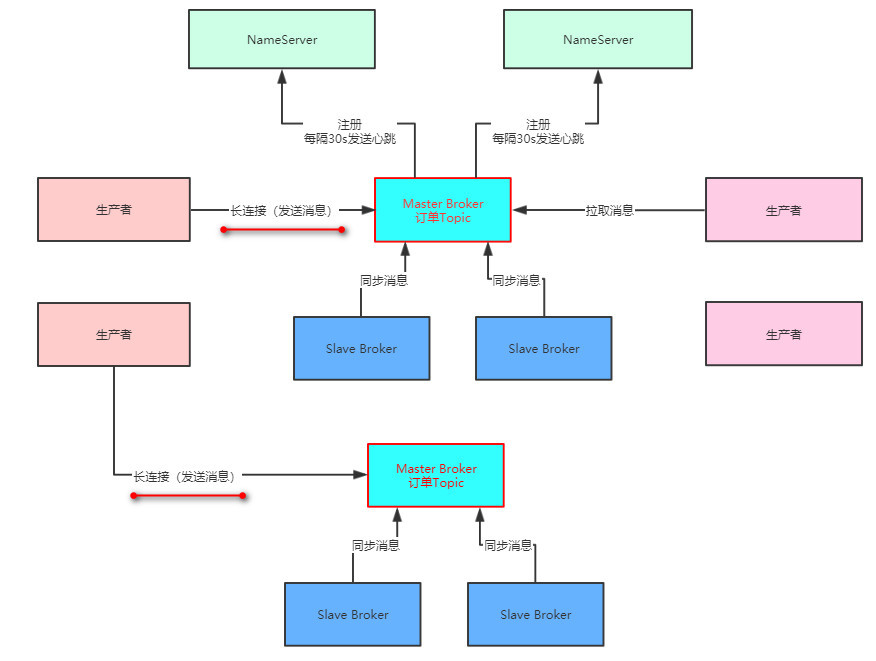 NameServer
NameServer
注册
每隔30s发送心跳
注册
每隔30s发送心跳
生产者
长连接（发送消息）
Master Broker
订单Topic
拉取消息
生产者
同步消息
同步消息
生产者
Slave Broker
Slave Broker
生产者
长连接（发送消息）
Master Broker
订单Topic
同步消息
同步消息
Slave Broker
Slave Broker